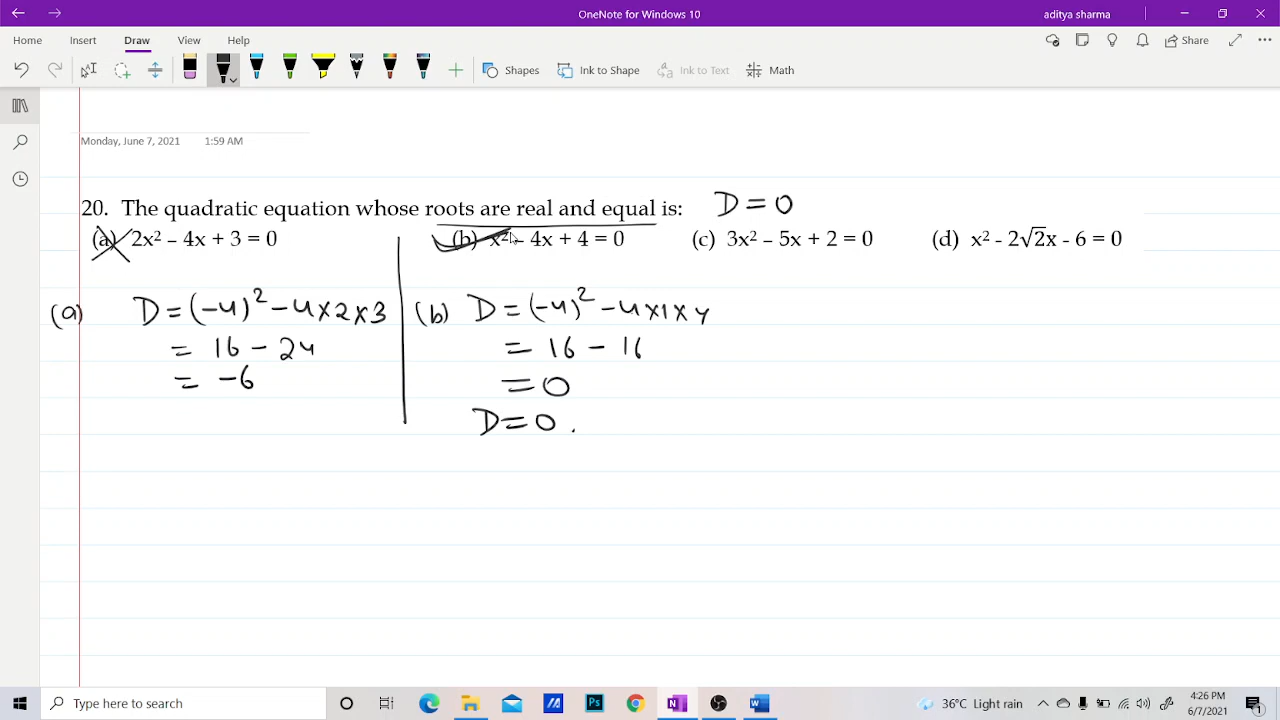 OneNote for Windows 10
aditya sharma
Home Insert Draw View Help
Share
Shapes Ink to Shape Ink to Text Math
Monday, June 7, 2021 1:59 AM
20. The quadratic equation whose roots are real and equal is: D = 0
(a) 2x² – 4x + 3 = 0 (b) x² – 4x + 4 = 0 (c) 3x² – 5x + 2 = 0 (d) x² - 2√2x - 6 = 0
(a) D = (-4)² - 4×2×3
= 16 - 24
= -6
(b) D = (-4)² - 4×1×4
= 16 - 16
= 0
D = 0.
Type here to search
36°C Light rain
4:26 PM
6/7/2021